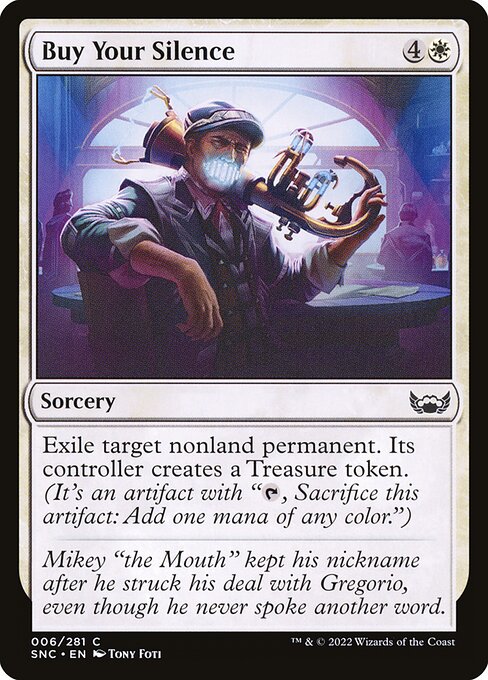 Buy Your Silence 4
Sorcery
Exile target nonland permanent. Its
controller creates a Treasure token.
(It's an artifact with “, Sacrifice this
artifact: Add one mana of any color.”)
Mikey “the Mouth” kept his nickname
after he struck his deal with Gregorio,
even though he never spoke another word.
006/281 C
SNC • EN Tony Foti
™ & © 2022 Wizards of the Coast